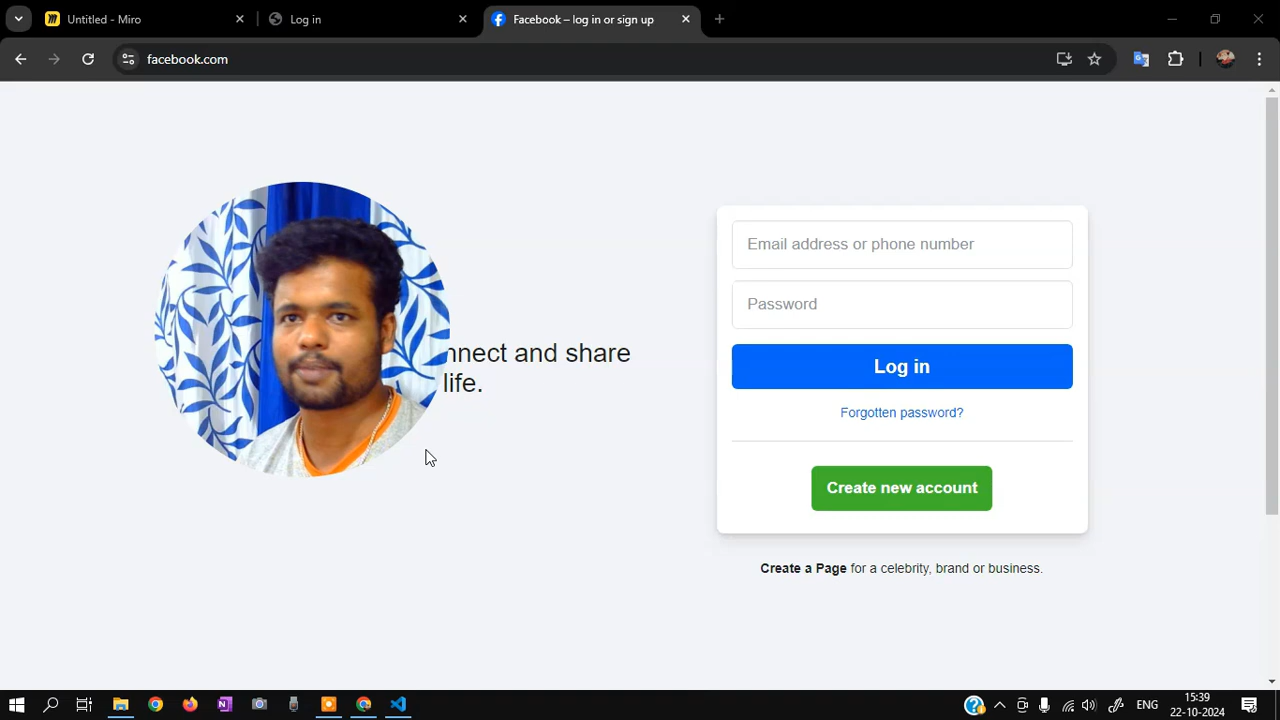 Untitled - Miro
Log in
Facebook – log in or sign up
facebook.com
Email address or phone number
Password
and share
life.
Log in
Forgotten password?
Create new account
Create a Page for a celebrity, brand or business.
ENG
15:39
22-10-2024